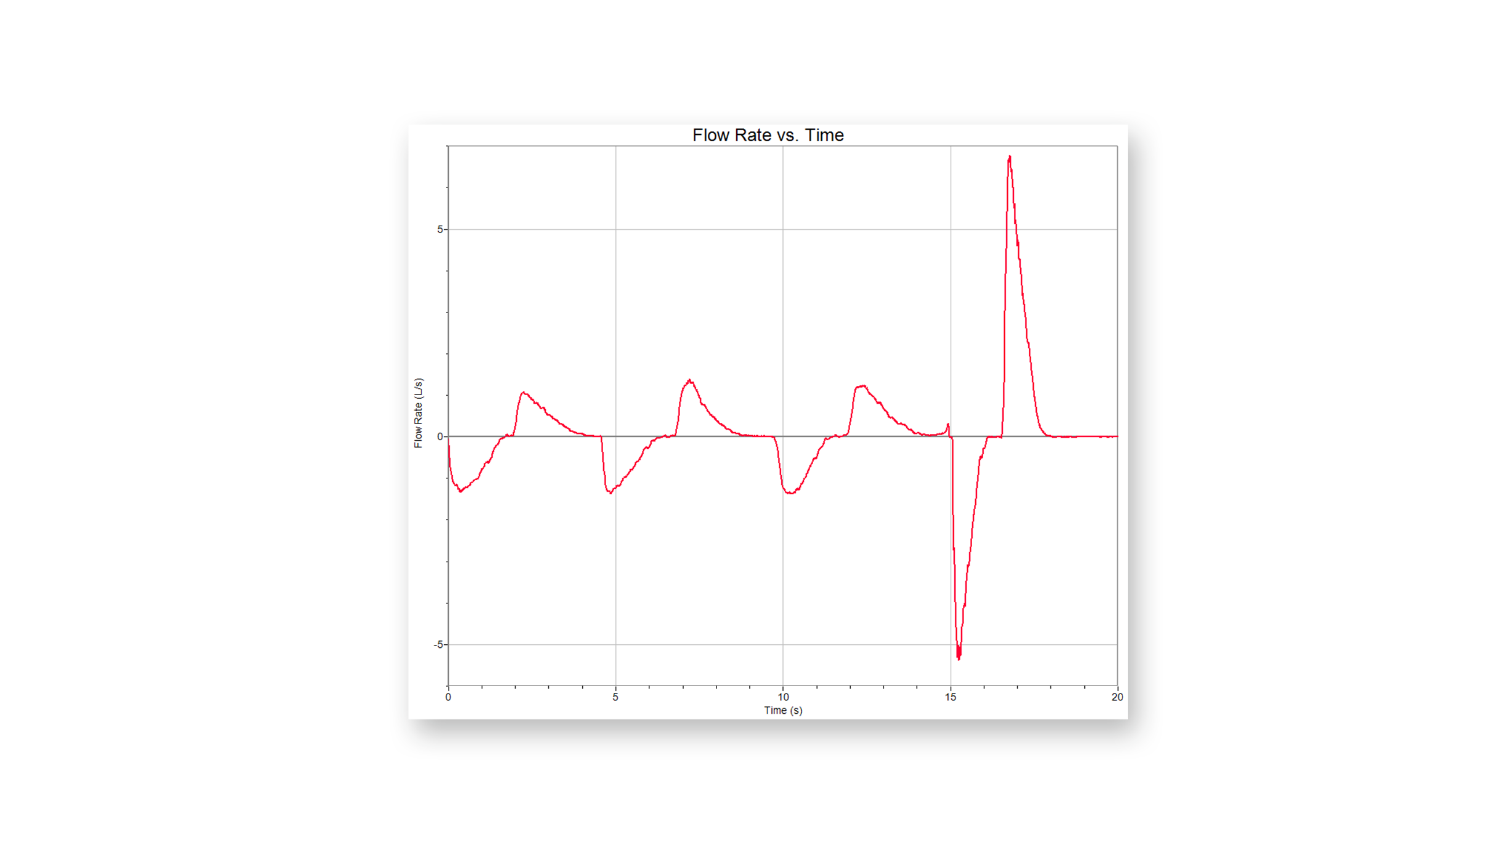 Flow Rate vs. Time
Flow Rate (L/s)
5
0
-5
0 5 10 15 20
Time (s)